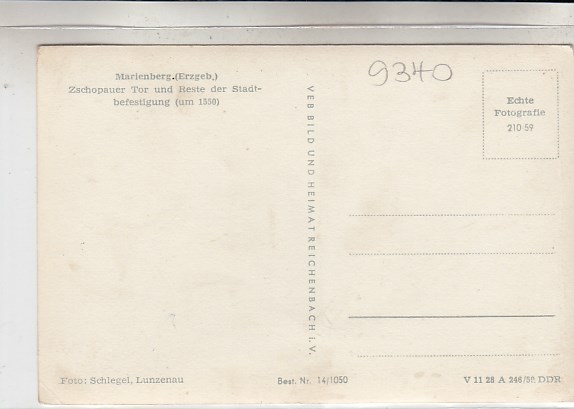 Marienberg.(Erzgeb.)
Zschopauer Tor und Reste der Stadt-
befestigung (um 1550)
9340
VEB BILD UND HEIMAT REICHENBACH I. V.
Echte
Fotografie
210 59
Foto: Schlegel, Lunzenau
Best. Nr. 14/1050
V 11 28 A 246/59 DDR